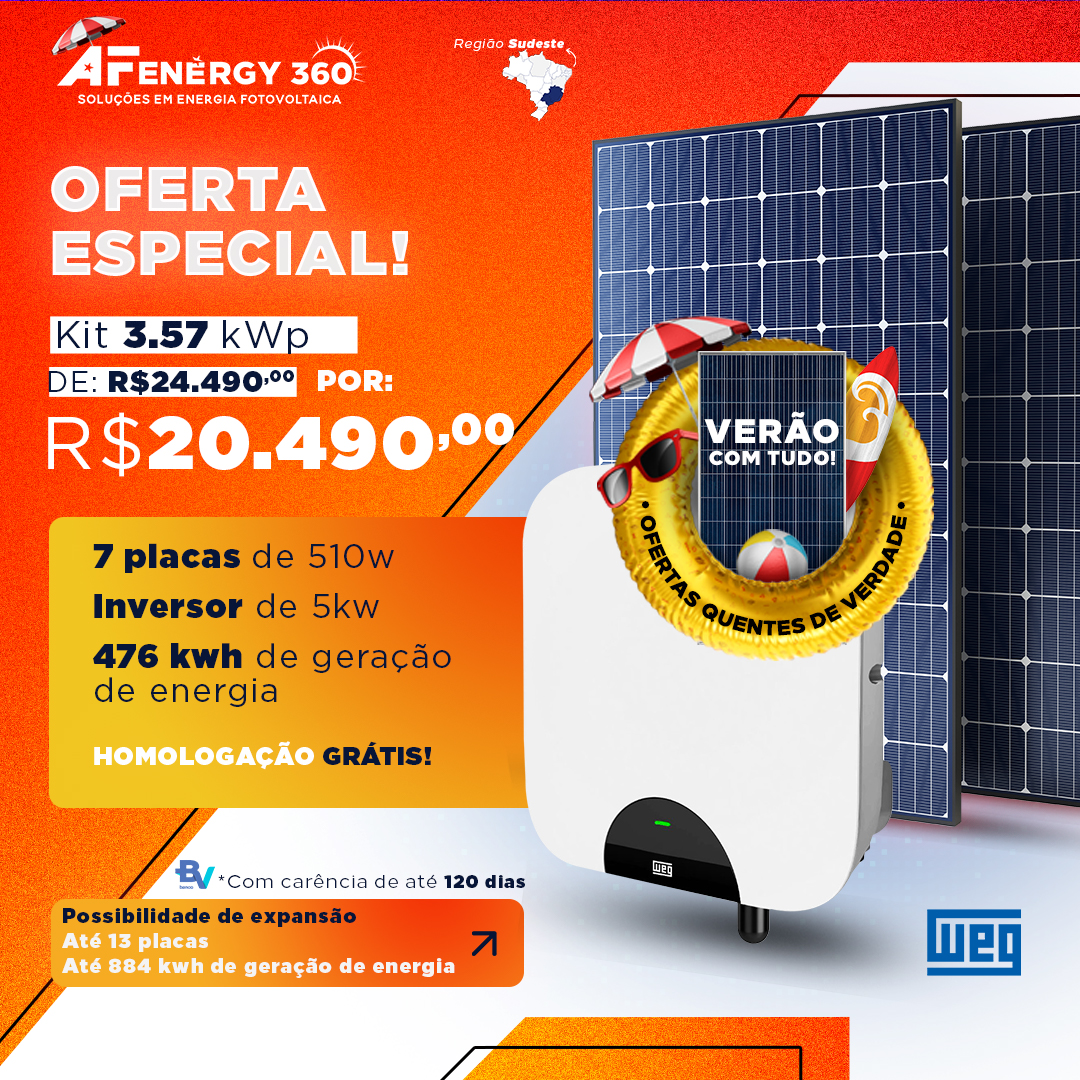 AFENERGY 360
SOLUÇÕES EM ENERGIA FOTOVOLTAICA
Região Sudeste
OFERTA
ESPECIAL!
Kit 3.57 kWp
DE: R$24.490,00 POR:
R$20.490,00
7 placas de 510w
Inversor de 5kw
476 kwh de geração
de energia
HOMOLOGAÇÃO GRÁTIS!
VERÃO
COM TUDO!
• OFERTAS QUENTES DE VERDADE •
weg
BV
banco
*Com carência de até 120 dias
Possibilidade de expansão
Até 13 placas
Até 884 kwh de geração de energia
weg